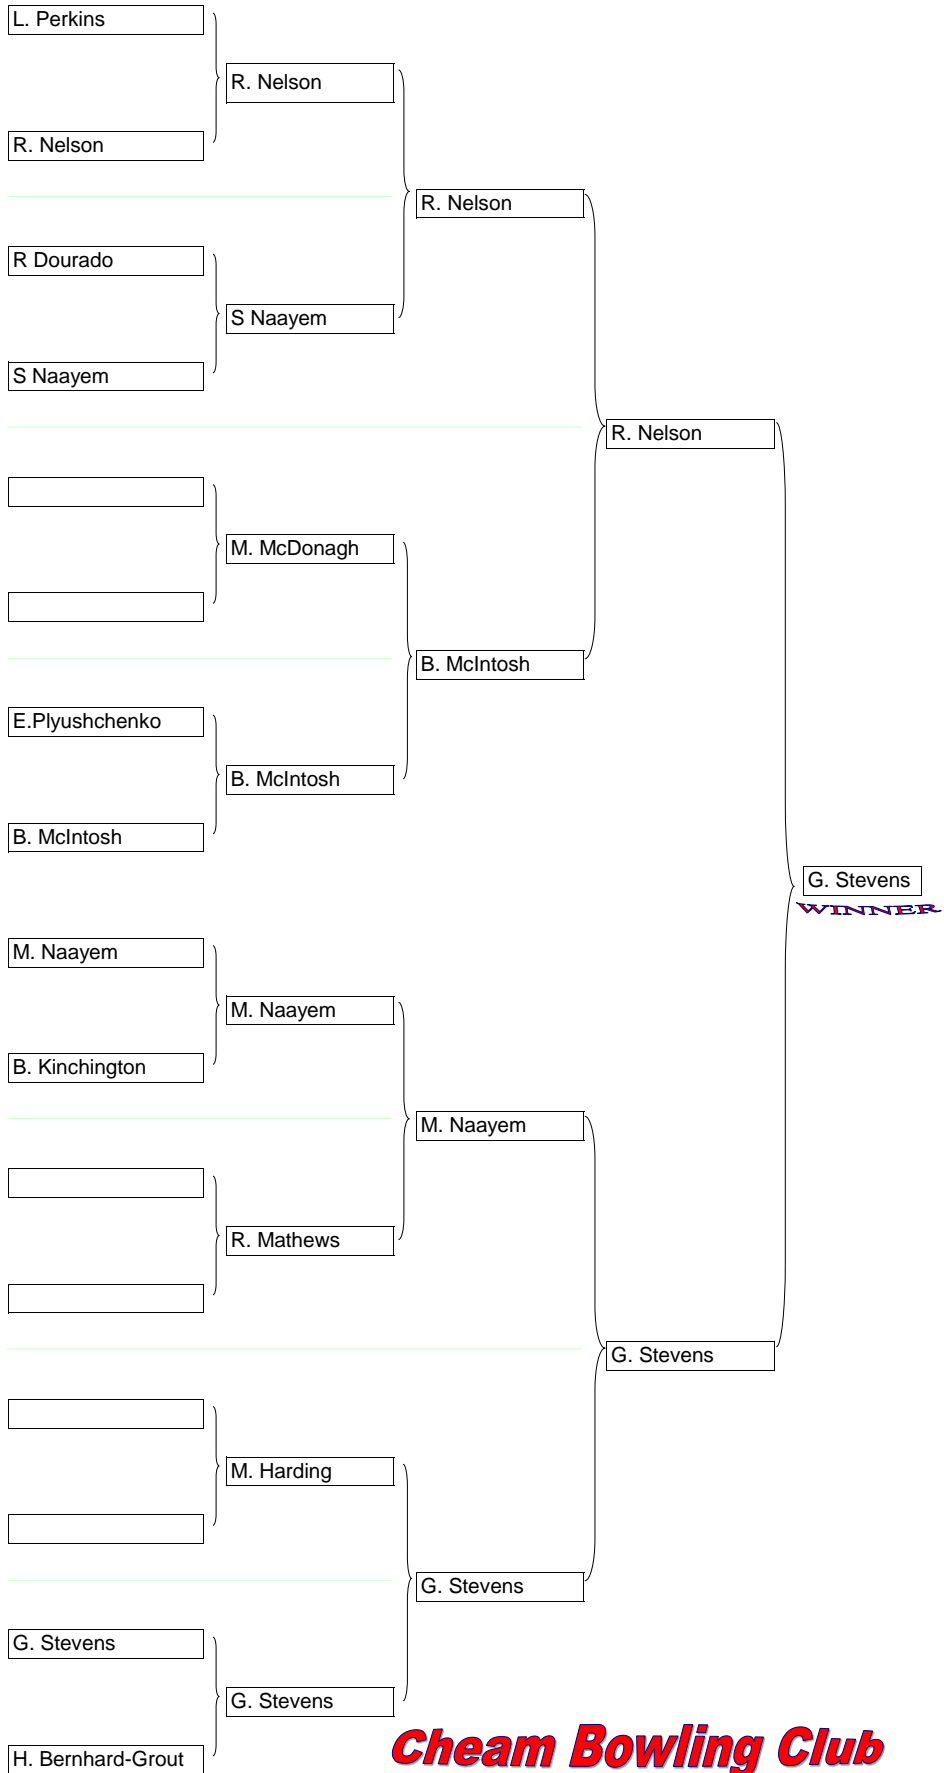 L. Perkins
R. Nelson
R. Nelson
R. Nelson
R Dourado
S Naayem
S Naayem
R. Nelson
M. McDonagh
B. McIntosh
E.Plyushchenko
B. McIntosh
B. McIntosh
G. Stevens
WINNER
M. Naayem
M. Naayem
B. Kinchington
M. Naayem
R. Mathews
G. Stevens
M. Harding
G. Stevens
G. Stevens
G. Stevens
H. Bernhard-Grout
Cheam Bowling Club